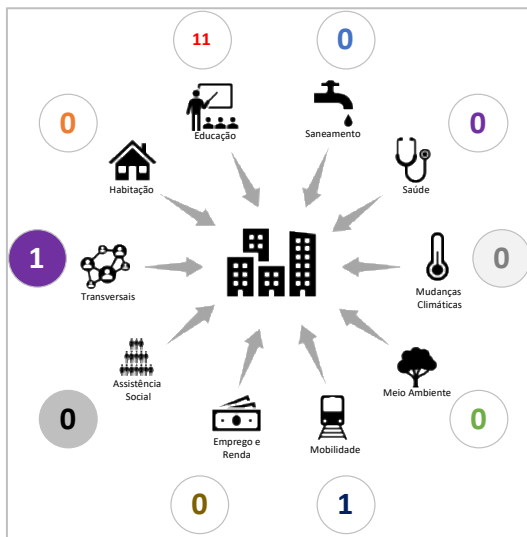 11
0
Educação
Saneamento
0
0
Habitação
Saúde
1
Transversais
0
Mudanças
Climáticas
Assistência
Social
Meio Ambiente
0
Emprego e
Renda
Mobilidade
0
0
1